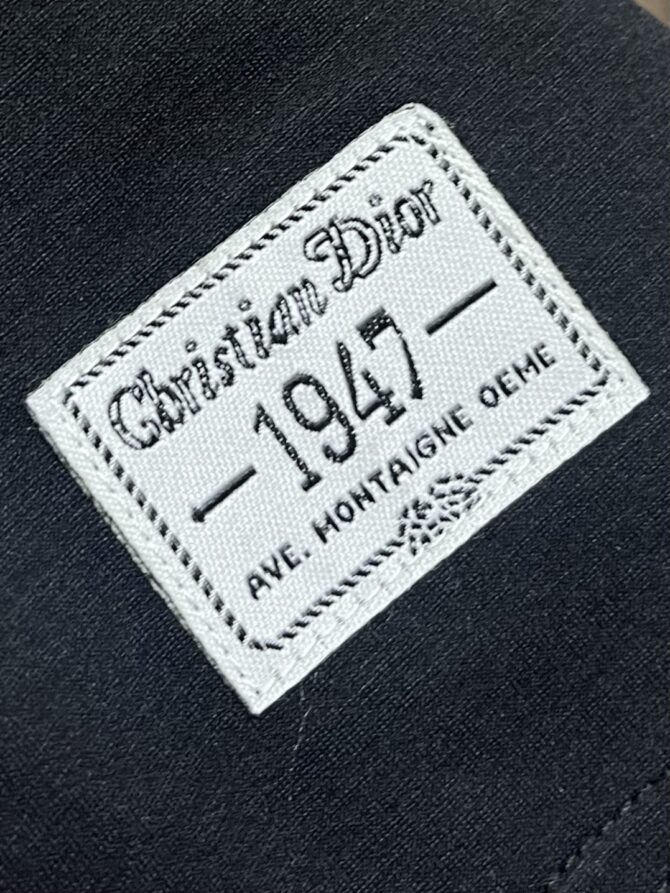 Christian Dior
— 1947 —
AVE. MONTAIGNE OEME